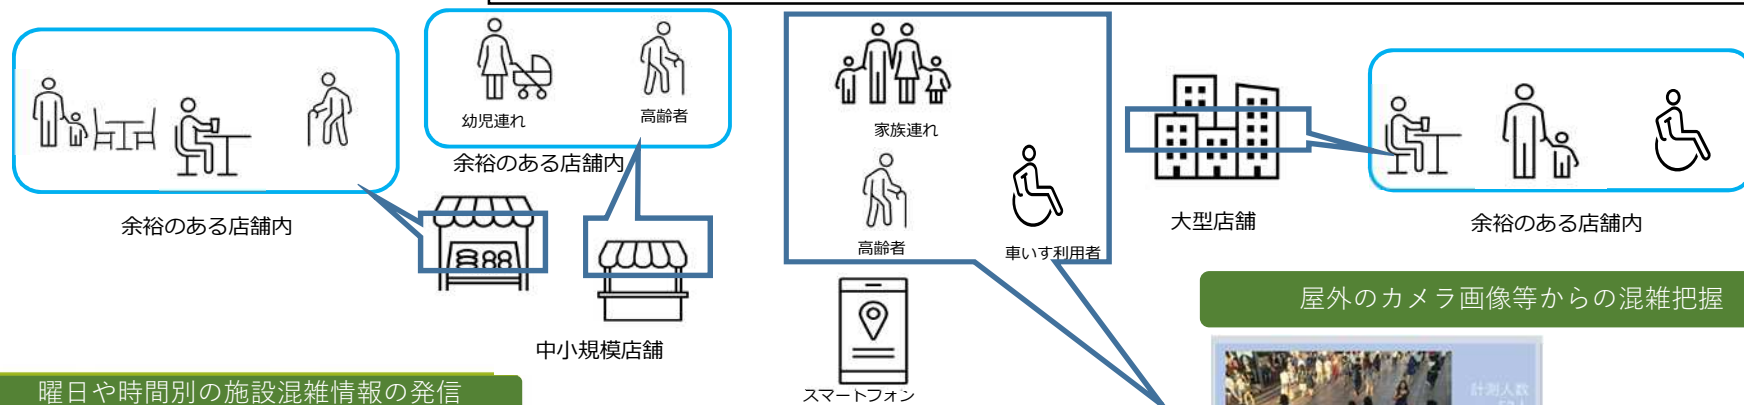 幼児連れ
高齢者
余裕のある店舗内
余裕のある店舗内
中小規模店舗
家族連れ
高齢者
車いす利用者
スマートフォン
大型店舗
余裕のある店舗内
屋外のカメラ画像等からの混雑把握
計測人数
曜日や時間別の施設混雑情報の発信